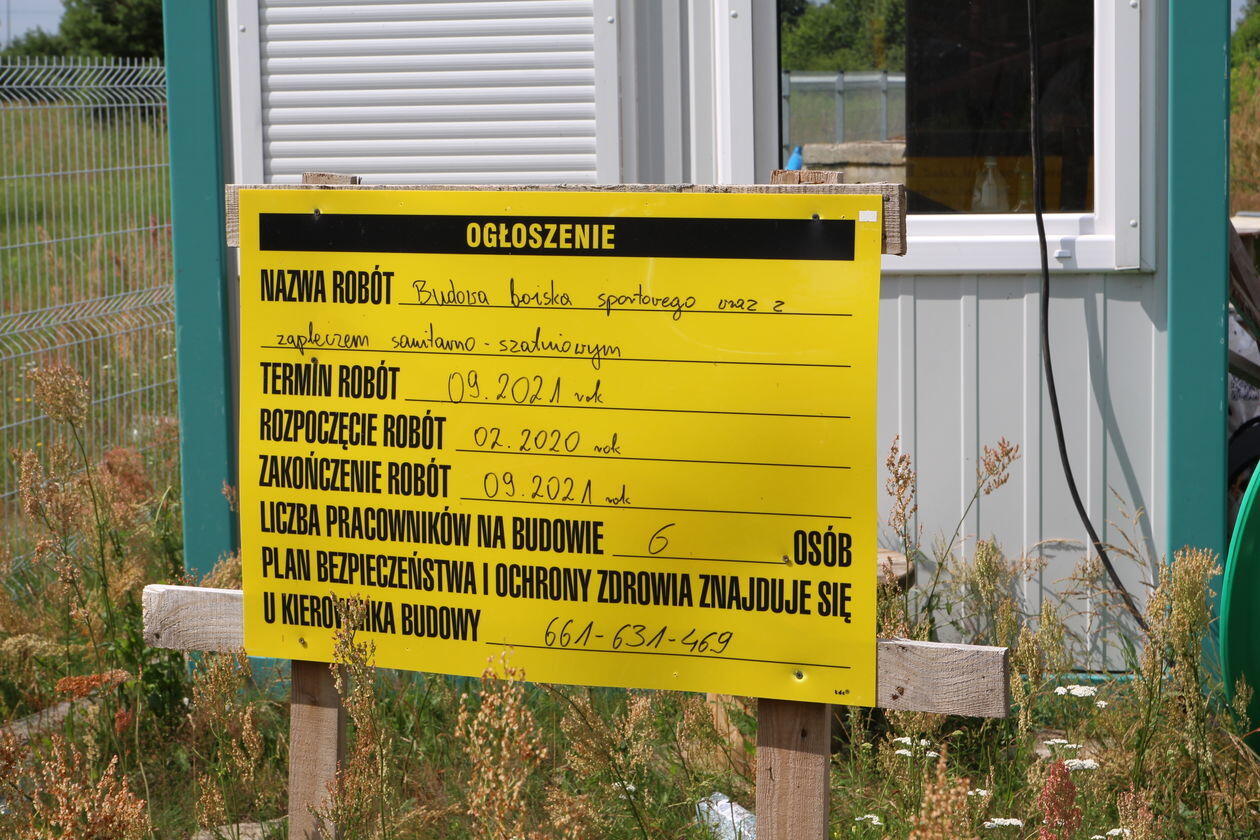 OGŁOSZENIE
NAZWA ROBÓT Budowa boiska sportowego wraz z
zapleczem sanitarno-szatniowym
TERMIN ROBÓT 09.2021 rok
ROZPOCZĘCIE ROBÓT 02.2020 rok
ZAKOŃCZENIE ROBÓT 09.2021 rok
LICZBA PRACOWNIKÓW NA BUDOWIE 6 OSÓB
PLAN BEZPIECZEŃSTWA I OCHRONY ZDROWIA ZNAJDUJE SIĘ
U KIEROWNIKA BUDOWY 661-631-469